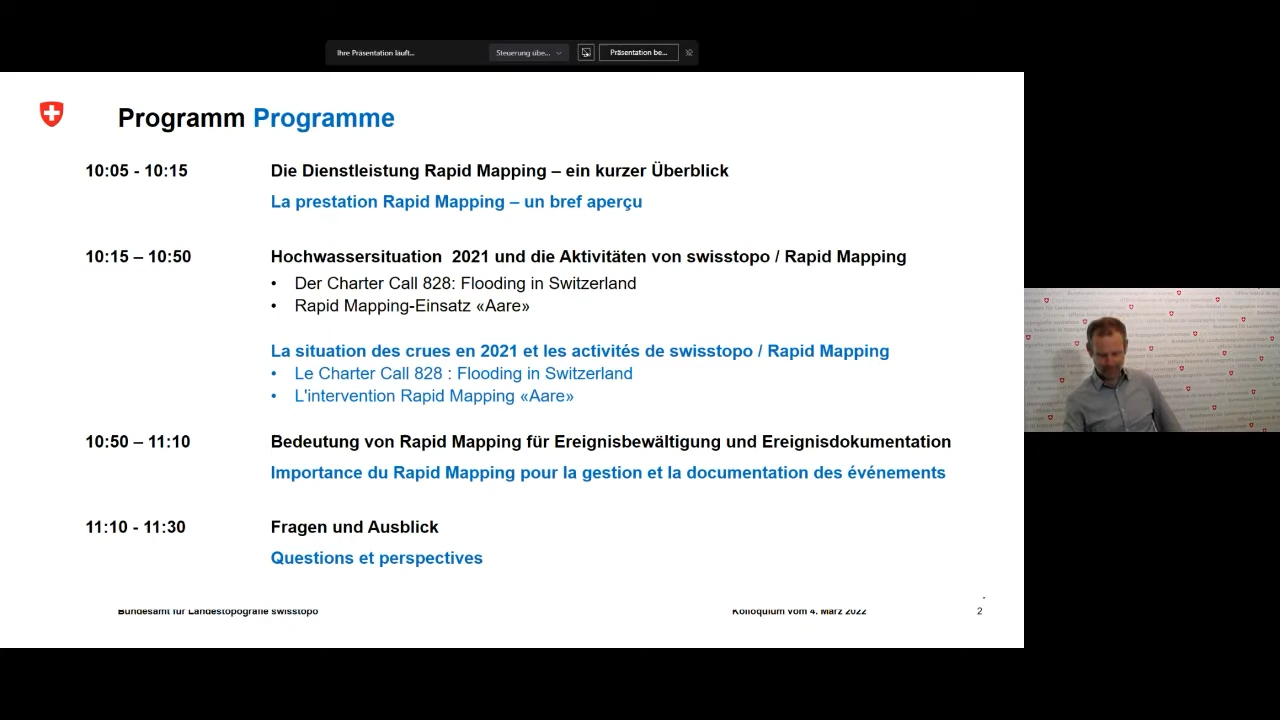 Ihre Präsentation läuft...
Steuerung übe...
Präsentation be...
Programm Programme
10:05 - 10:15
Die Dienstleistung Rapid Mapping – ein kurzer Überblick
La prestation Rapid Mapping – un bref aperçu
10:15 – 10:50
Hochwassersituation 2021 und die Aktivitäten von swisstopo / Rapid Mapping
• Der Charter Call 828: Flooding in Switzerland
• Rapid Mapping-Einsatz «Aare»
La situation des crues en 2021 et les activités de swisstopo / Rapid Mapping
• Le Charter Call 828 : Flooding in Switzerland
• L'intervention Rapid Mapping «Aare»
10:50 – 11:10
Bedeutung von Rapid Mapping für Ereignisbewältigung und Ereignisdokumentation
Importance du Rapid Mapping pour la gestion et la documentation des événements
11:10 - 11:30
Fragen und Ausblick
Questions et perspectives
Bundesamt für Landestopografie swisstopo
Kolloquium vom 4. März 2022
2